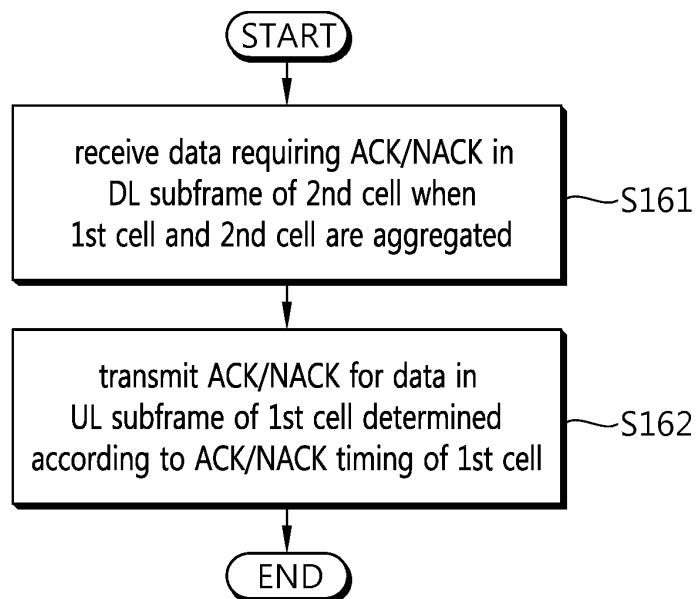 START
receive data requiring ACK/NACK in
DL subframe of 2nd cell when
1st cell and 2nd cell are aggregated
S161
transmit ACK/NACK for data in
UL subframe of 1st cell determined
according to ACK/NACK timing of 1st cell
S162
END